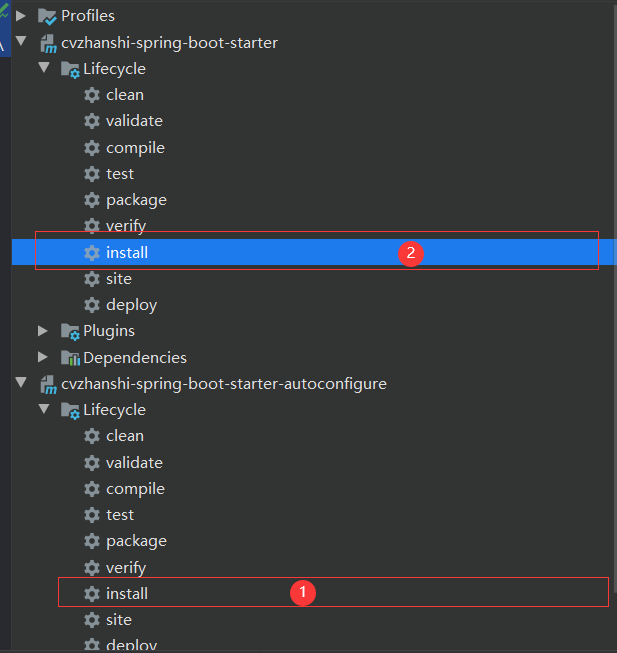 Profiles
cvzhanshi-spring-boot-starter
Lifecycle
clean
validate
compile
test
package
verify
install 2
site
deploy
Plugins
Dependencies
cvzhanshi-spring-boot-starter-autoconfigure
Lifecycle
clean
validate
compile
test
package
verify
install 1
site
deploy